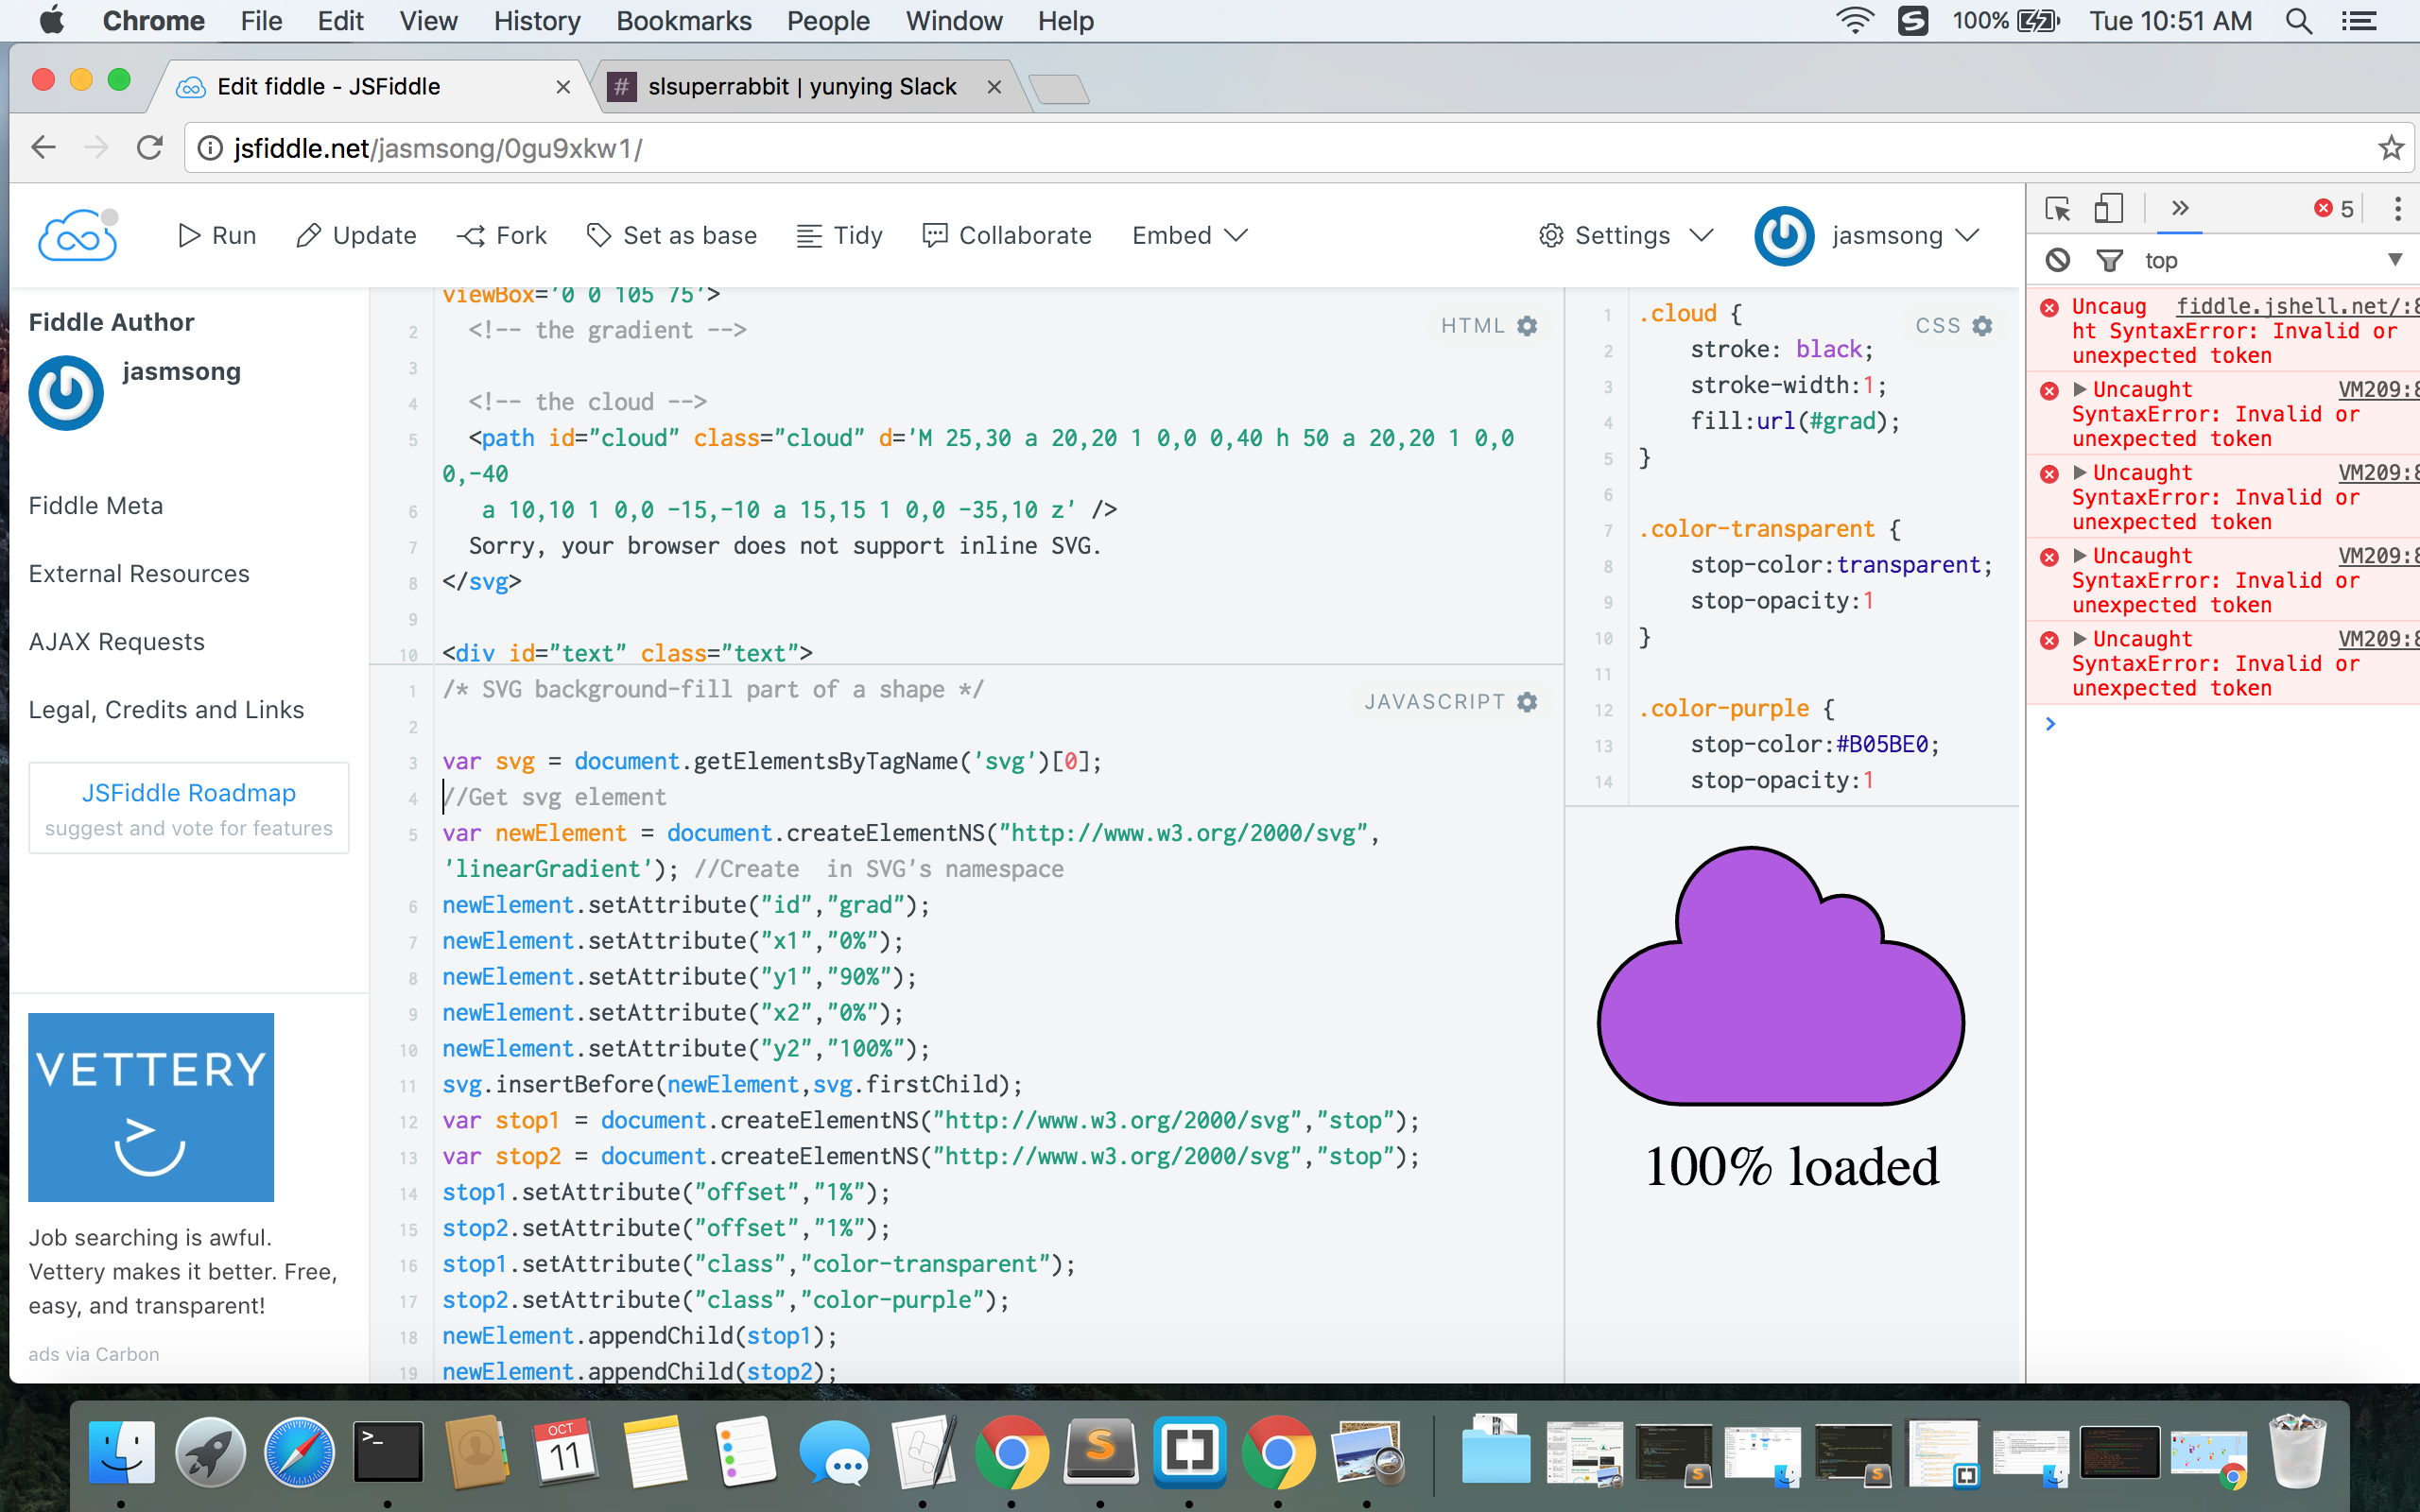 Chrome File Edit View History Bookmarks People Window Help 100% Tue 10:51 AM
Edit fiddle - JSFiddle
# slsuperrabbit | yunying Slack
jsfiddle.net/jasmsong/0gu9xkw1/
Run Update Fork Set as base Tidy Collaborate Embed Settings jasmsong
Fiddle Author
jasmsong
Fiddle Meta
External Resources
AJAX Requests
Legal, Credits and Links
JSFiddle Roadmap
suggest and vote for features
VETTERY
Job searching is awful.
Vettery makes it better. Free,
easy, and transparent!
ads via Carbon
HTML
viewBox='0 0 105 75'>
2 <!-- the gradient -->
3
4 <!-- the cloud -->
5 <path id="cloud" class="cloud" d='M 25,30 a 20,20 1 0,0 0,40 h 50 a 20,20 1 0,0
0,-40
6 a 10,10 1 0,0 -15,-10 a 15,15 1 0,0 -35,10 z' />
7 Sorry, your browser does not support inline SVG.
8 </svg>
9
10 <div id="text" class="text">
JAVASCRIPT
1 /* SVG background-fill part of a shape */
2
3 var svg = document.getElementsByTagName('svg')[0];
4 //Get svg element
5 var newElement = document.createElementNS("http://www.w3.org/2000/svg",
'linearGradient'); //Create  in SVG's namespace
6 newElement.setAttribute("id","grad");
7 newElement.setAttribute("x1","0%");
8 newElement.setAttribute("y1","90%");
9 newElement.setAttribute("x2","0%");
10 newElement.setAttribute("y2","100%");
11 svg.insertBefore(newElement,svg.firstChild);
12 var stop1 = document.createElementNS("http://www.w3.org/2000/svg","stop");
13 var stop2 = document.createElementNS("http://www.w3.org/2000/svg","stop");
14 stop1.setAttribute("offset","1%");
15 stop2.setAttribute("offset","1%");
16 stop1.setAttribute("class","color-transparent");
17 stop2.setAttribute("class","color-purple");
18 newElement.appendChild(stop1);
19 newElement.appendChild(stop2);
CSS
1 .cloud {
2 stroke: black;
3 stroke-width:1;
4 fill:url(#grad);
5 }
6
7 .color-transparent {
8 stop-color:transparent;
9 stop-opacity:1
10 }
11
12 .color-purple {
13 stop-color:#B05BE0;
14 stop-opacity:1
100% loaded
5
top
Uncaug fiddle.jshell.net/:8
ht SyntaxError: Invalid or
unexpected token
Uncaught VM209:8
SyntaxError: Invalid or
unexpected token
Uncaught VM209:8
SyntaxError: Invalid or
unexpected token
Uncaught VM209:8
SyntaxError: Invalid or
unexpected token
Uncaught VM209:8
SyntaxError: Invalid or
unexpected token
OCT
11